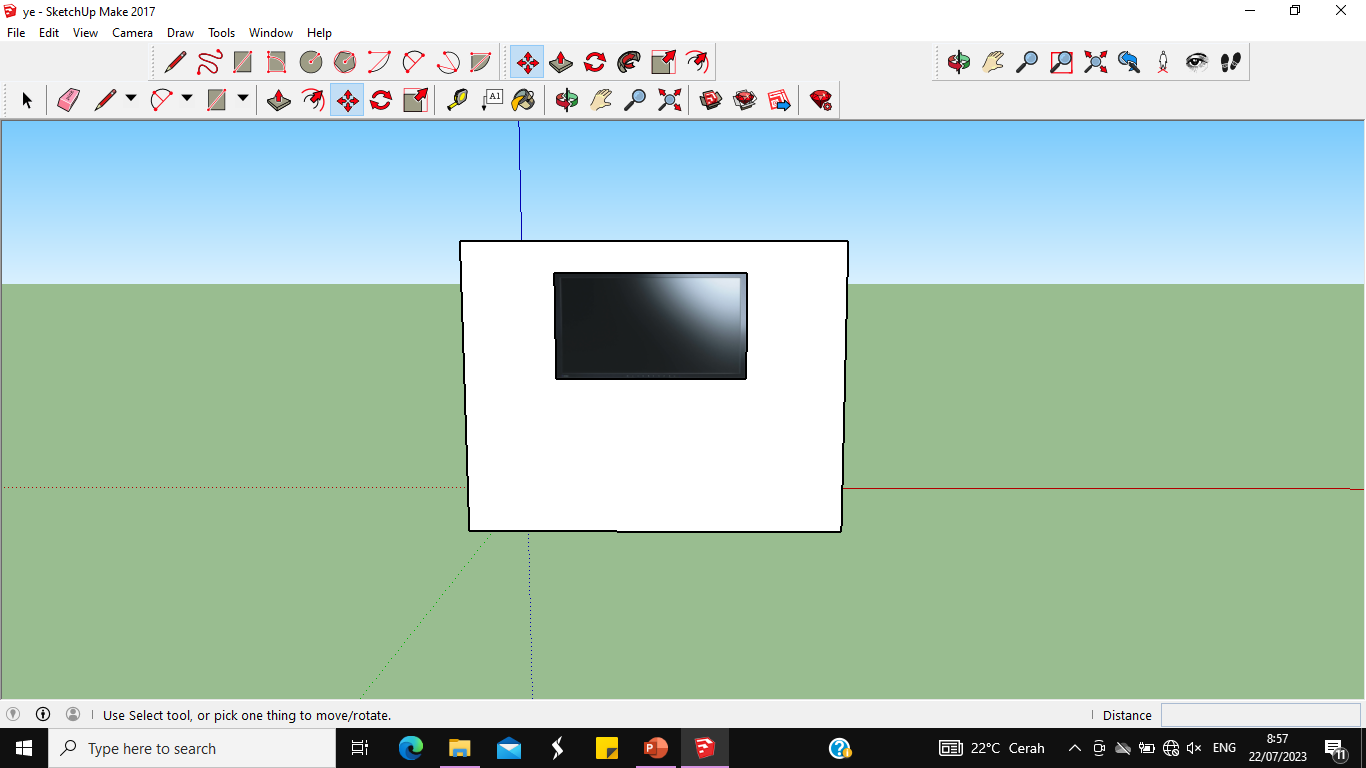 ye - SketchUp Make 2017
File Edit View Camera Draw Tools Window Help
A1
Use Select tool, or pick one thing to move/rotate.
Distance
Type here to search
22°C Cerah
ENG
8:57
22/07/2023
11